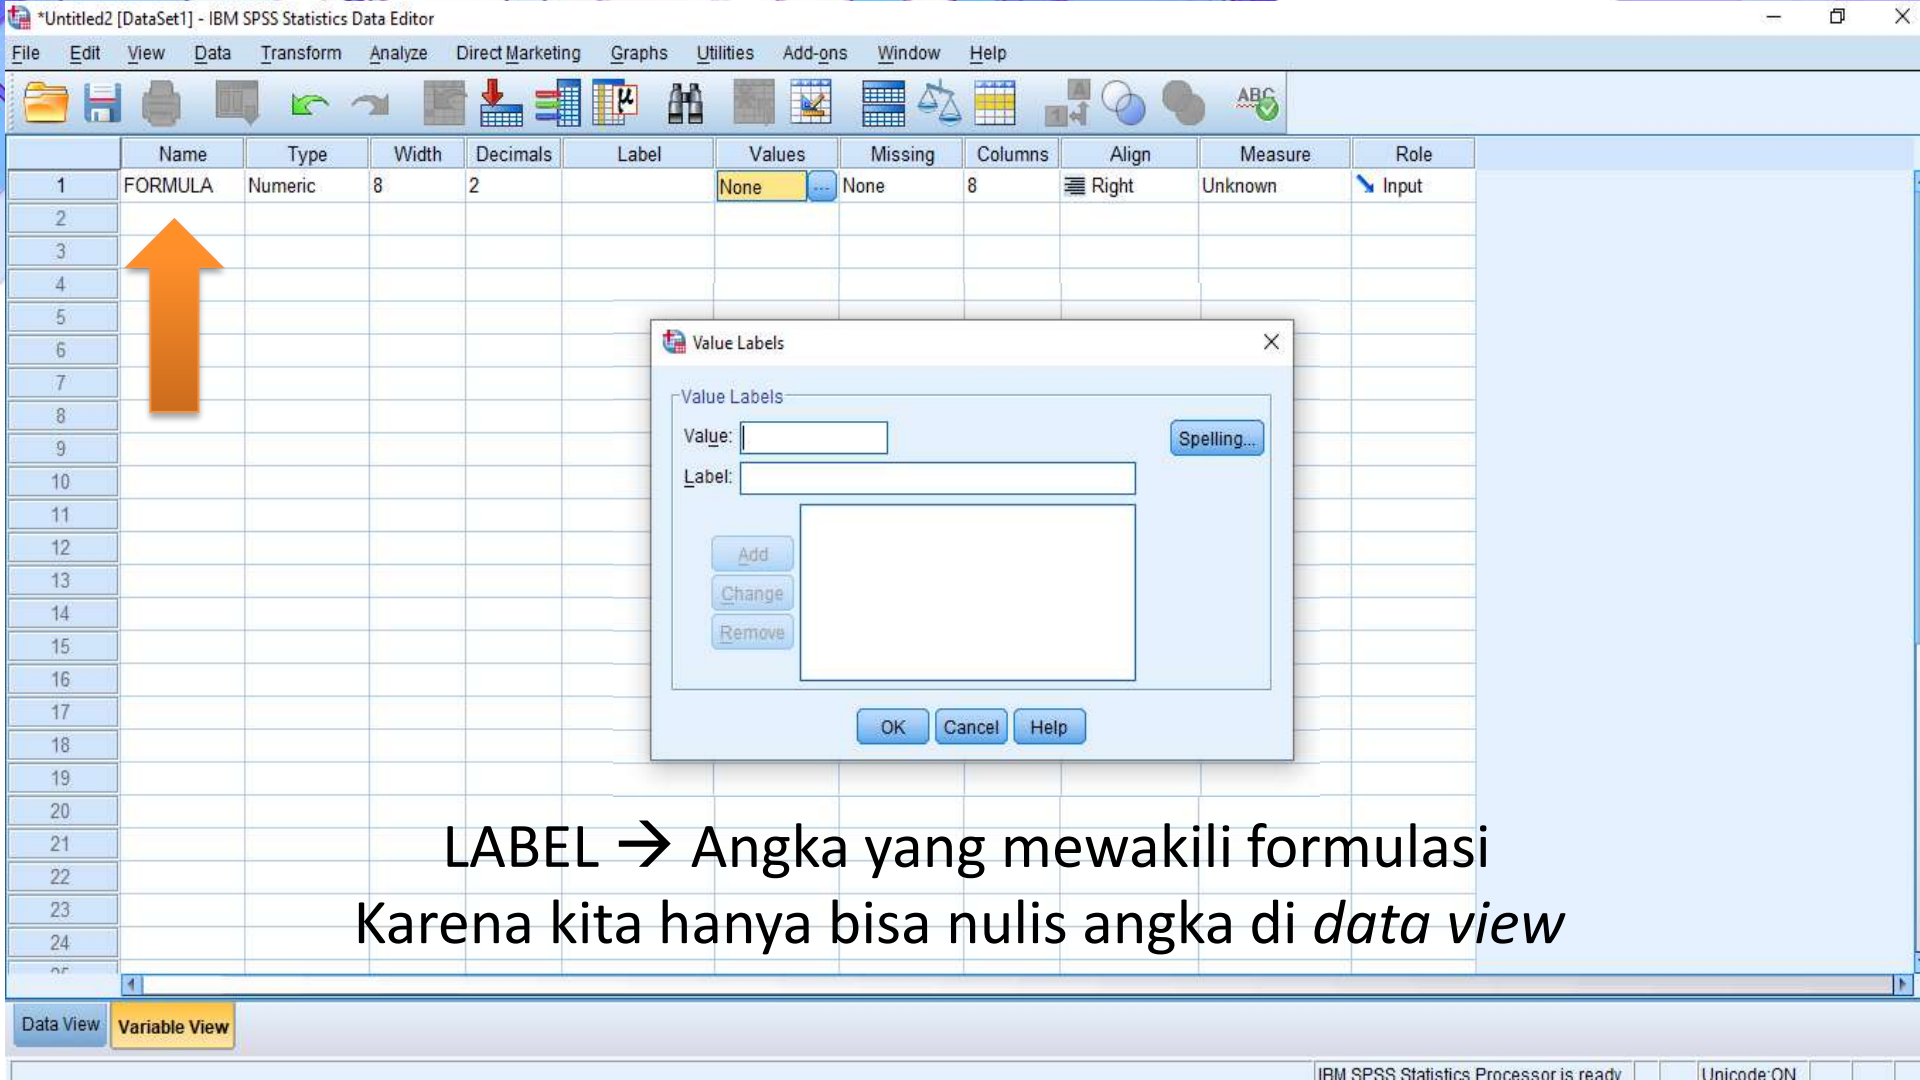 *Untitled2 [DataSet1] - IBM SPSS Statistics Data Editor
File Edit View Data Transform Analyze Direct Marketing Graphs Utilities Add-ons Window Help
Name Type Width Decimals Label Values Missing Columns Align Measure Role
1 FORMULA Numeric 8 2 None ... None 8 Right Unknown Input
2
3
4
5
6
7
8
9
10
11
12
13
14
15
16
17
18
19
20
21
22
23
24
25
Value Labels
Value Labels
Value:
Spelling...
Label:
Add
Change
Remove
OK Cancel Help
LABEL → Angka yang mewakili formulasi
Karena kita hanya bisa nulis angka di data view
Data View Variable View
IBM SPSS Statistics Processor is ready Unicode:ON